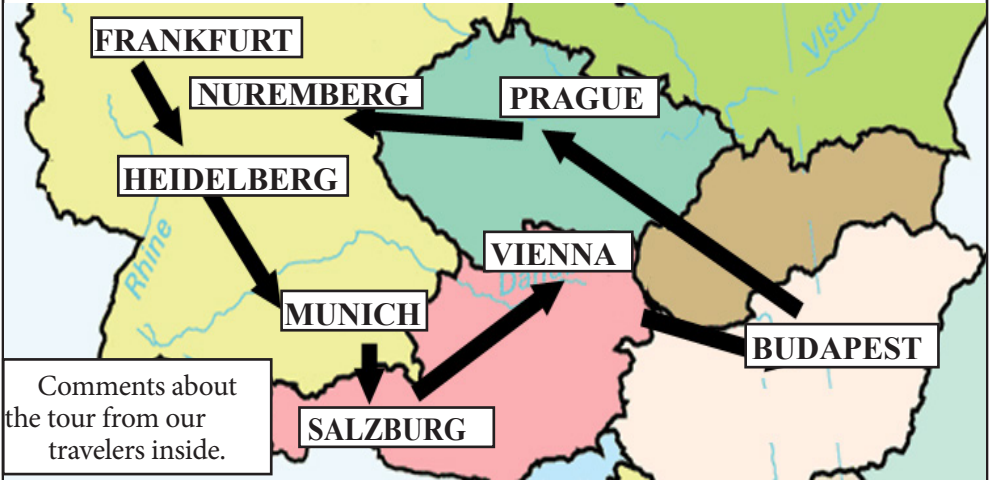 FRANKFURT
NUREMBERG
PRAGUE
HEIDELBERG
Rhine
VIENNA
MUNICH
BUDAPEST
SALZBURG
Comments about
the tour from our
travelers inside.